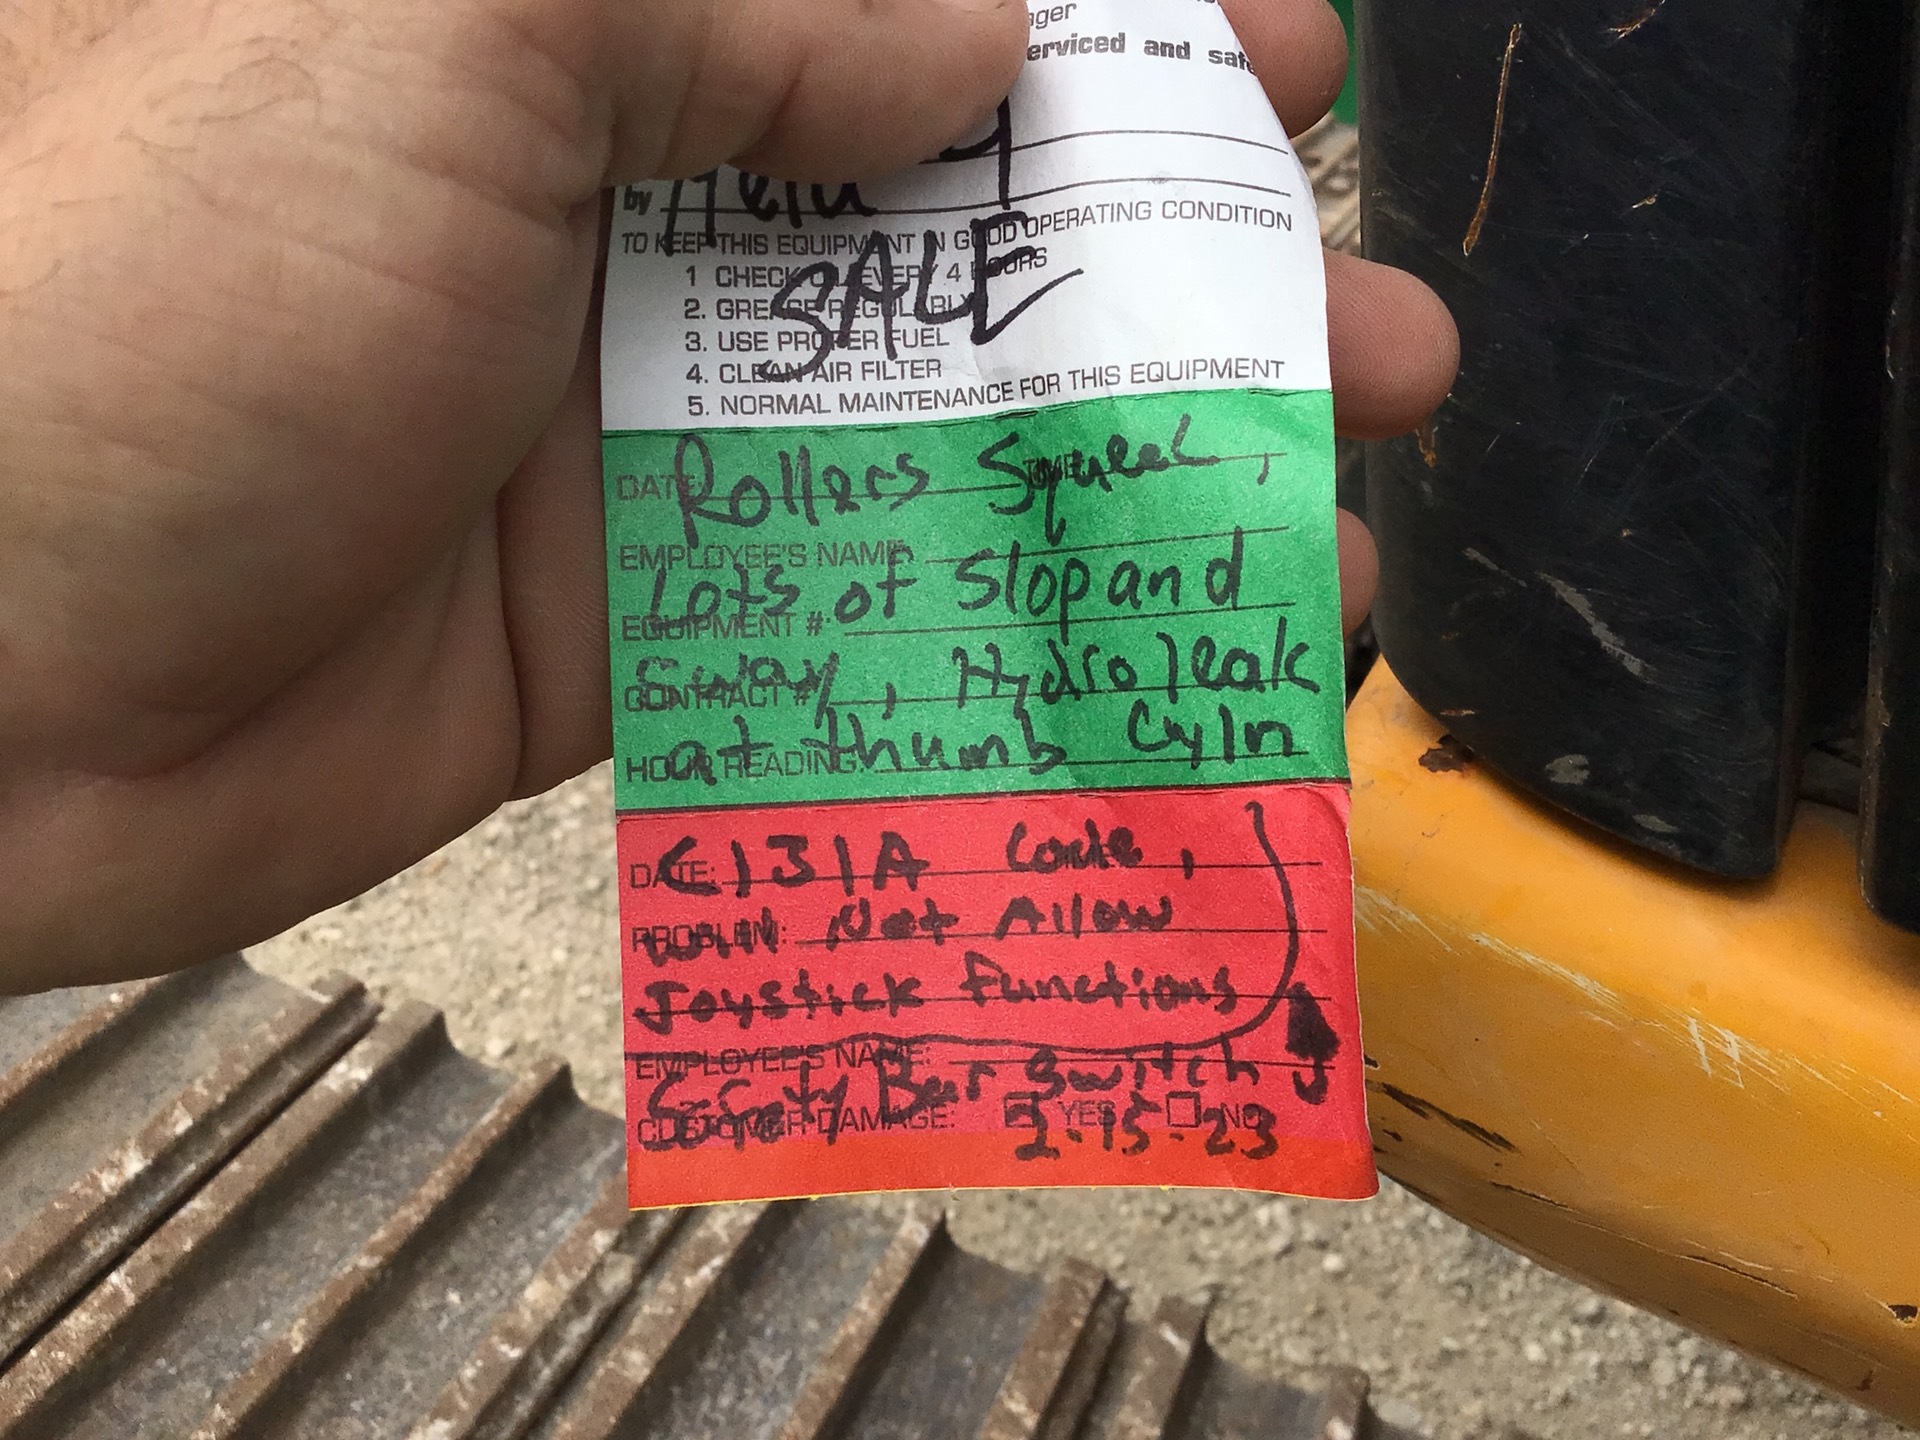 ager
erviced and safe
by
TO KEEP THIS EQUIPMENT IN GOOD OPERATING CONDITION
SALE
1 CHECK OIL EVERY 4 HOURS
2. GREASE REGULARLY
3. USE PROPER FUEL
4. CLEAN AIR FILTER
5. NORMAL MAINTENANCE FOR THIS EQUIPMENT
DATE: TIME:
Rollers Squeal,
EMPLOYEE'S NAME:
Lots of Slop and
EQUIPMENT #:
Sway, Hydro leak
CONTRACT #
at thumb Cyln
HOUR READING:
DATE: TIME:
C131A Code,
PROBLEM:
Will Not Allow
Joystick Functions
EMPLOYEE'S NAME:
Safety Bar Switch
CUSTOMER DAMAGE: YES NO
2-15-23